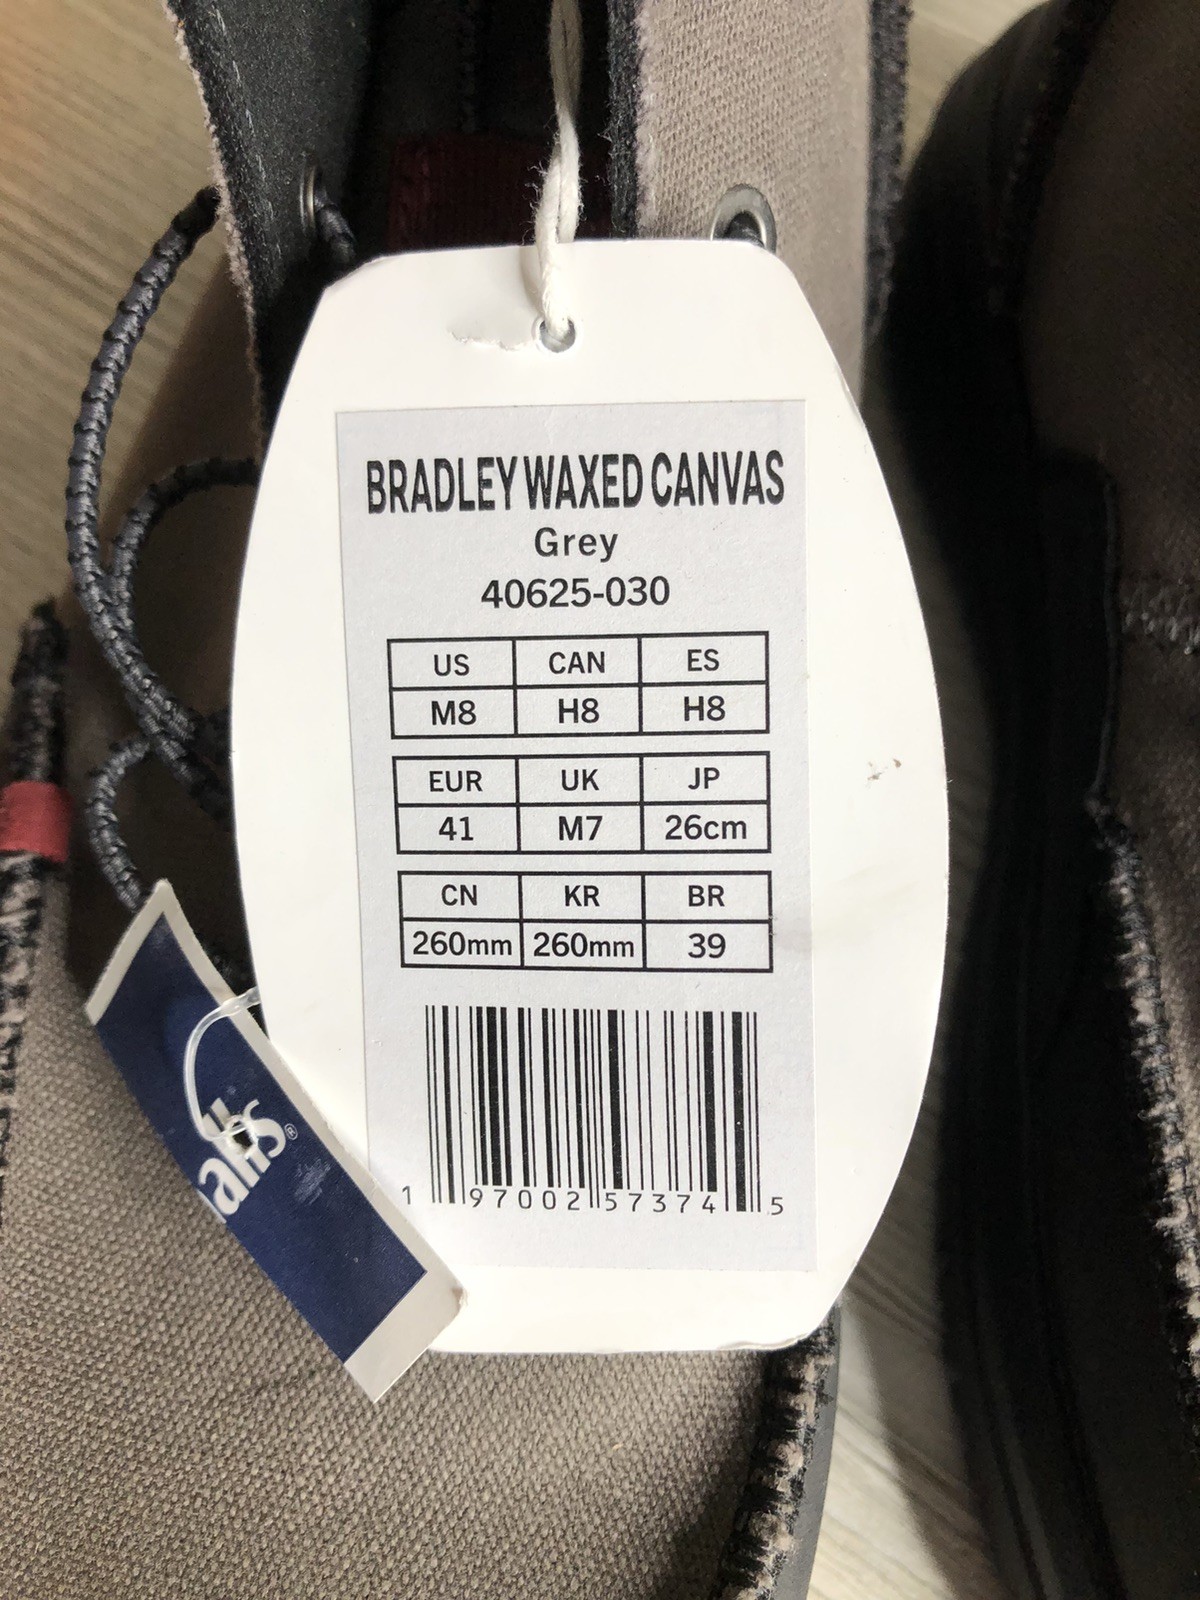 BRADLEY WAXED CANVAS
Grey
40625-030
US CAN ES
M8 H8 H8
EUR UK JP
41 M7 26cm
CN KR BR
260mm 260mm 39
1 97002 57374 5